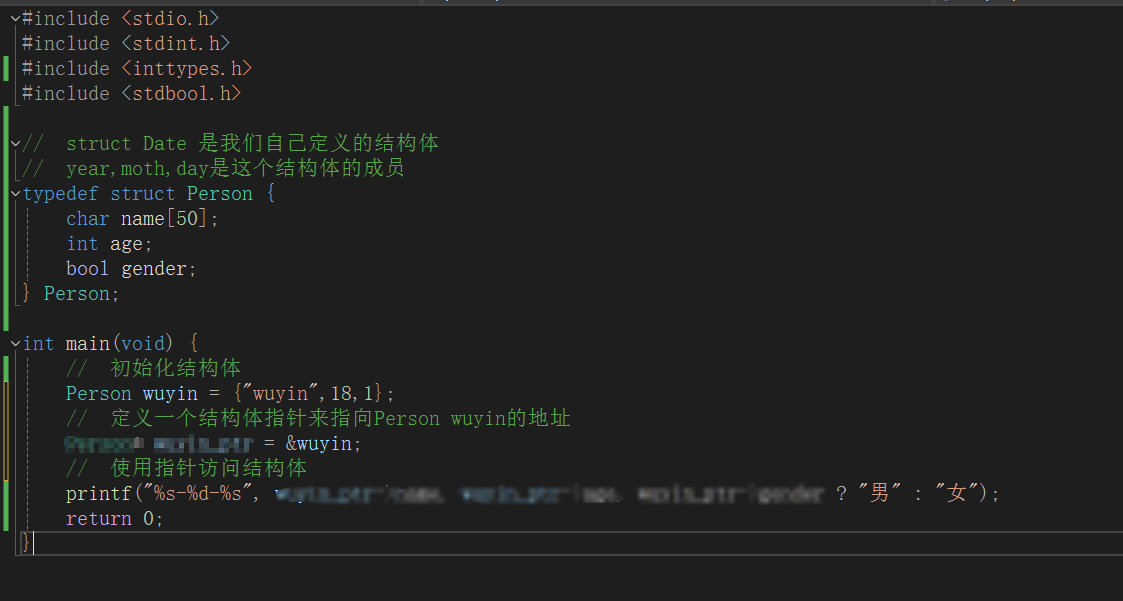 #include <stdio.h>
#include <stdint.h>
#include <inttypes.h>
#include <stdbool.h>
//  struct Date 是我们自己定义的结构体
//  year,moth,day是这个结构体的成员
typedef struct Person {
    char name[50];
    int age;
    bool gender;
} Person;
int main(void) {
    //  初始化结构体
    Person wuyin = {"wuyin",18,1};
    //  定义一个结构体指针来指向Person wuyin的地址
    = &wuyin;
    //  使用指针访问结构体
    printf("%s-%d-%s", ? "男" : "女");
    return 0;
}